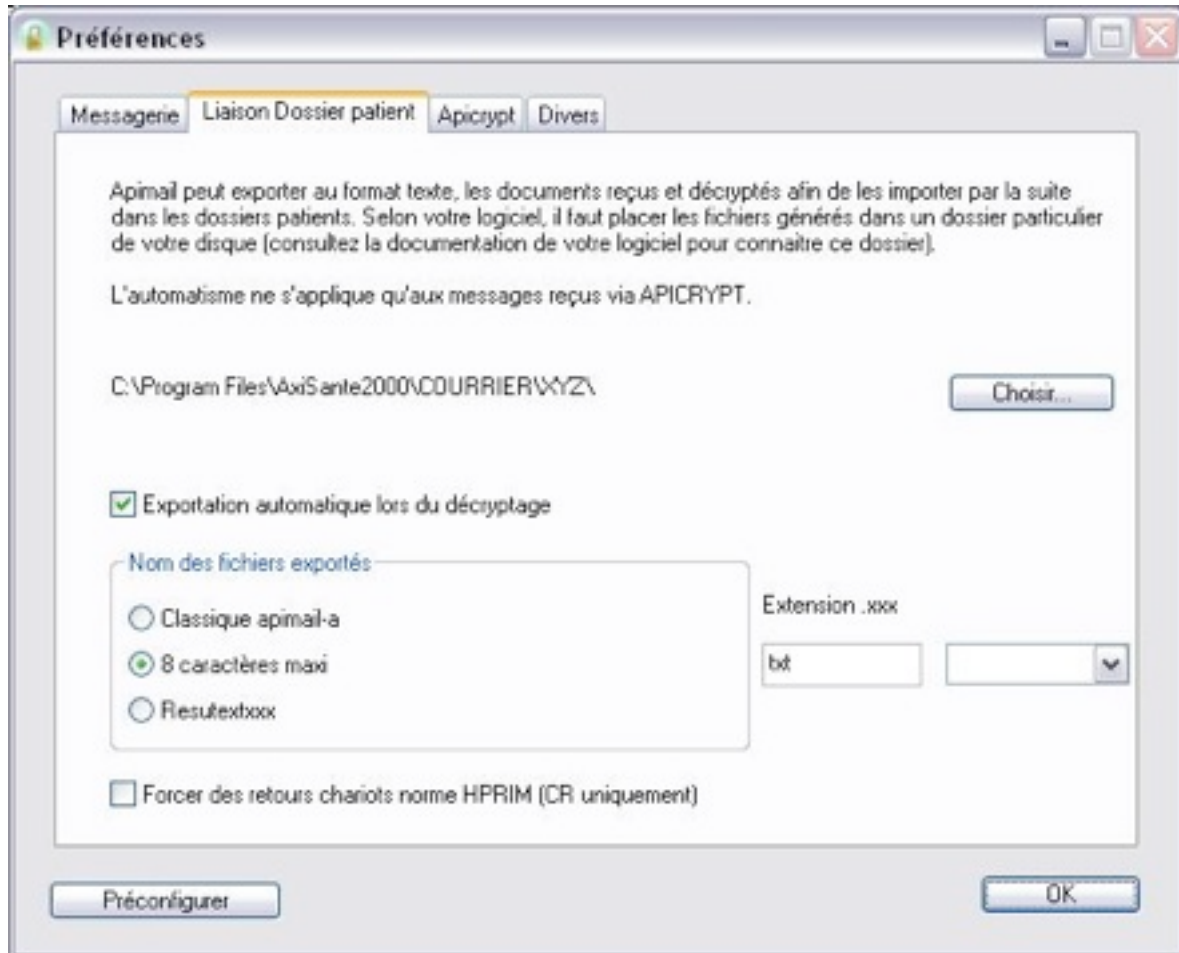 Préférences
Messagerie
Liaison Dossier patient
Apicrypt
Divers
Apimail peut exporter au format texte, les documents reçus et décryptés afin de les importer par la suite
dans les dossiers patients. Selon votre logiciel, il faut placer les fichiers générés dans un dossier particulier
de votre disque (consultez la documentation de votre logiciel pour connaître ce dossier).
L'automatisme ne s'applique qu'aux messages reçus via APICRYPT.
C:\Program Files\AxiSante2000\COURRIER\XYZ\
Choisir...
Exportation automatique lors du décryptage
Nom des fichiers exportés
Classique apimail-a
8 caractères maxi
Resutextxxx
Extension .xxx
txt
Forcer des retours chariots norme HPRIM (CR uniquement)
Préconfigurer
OK